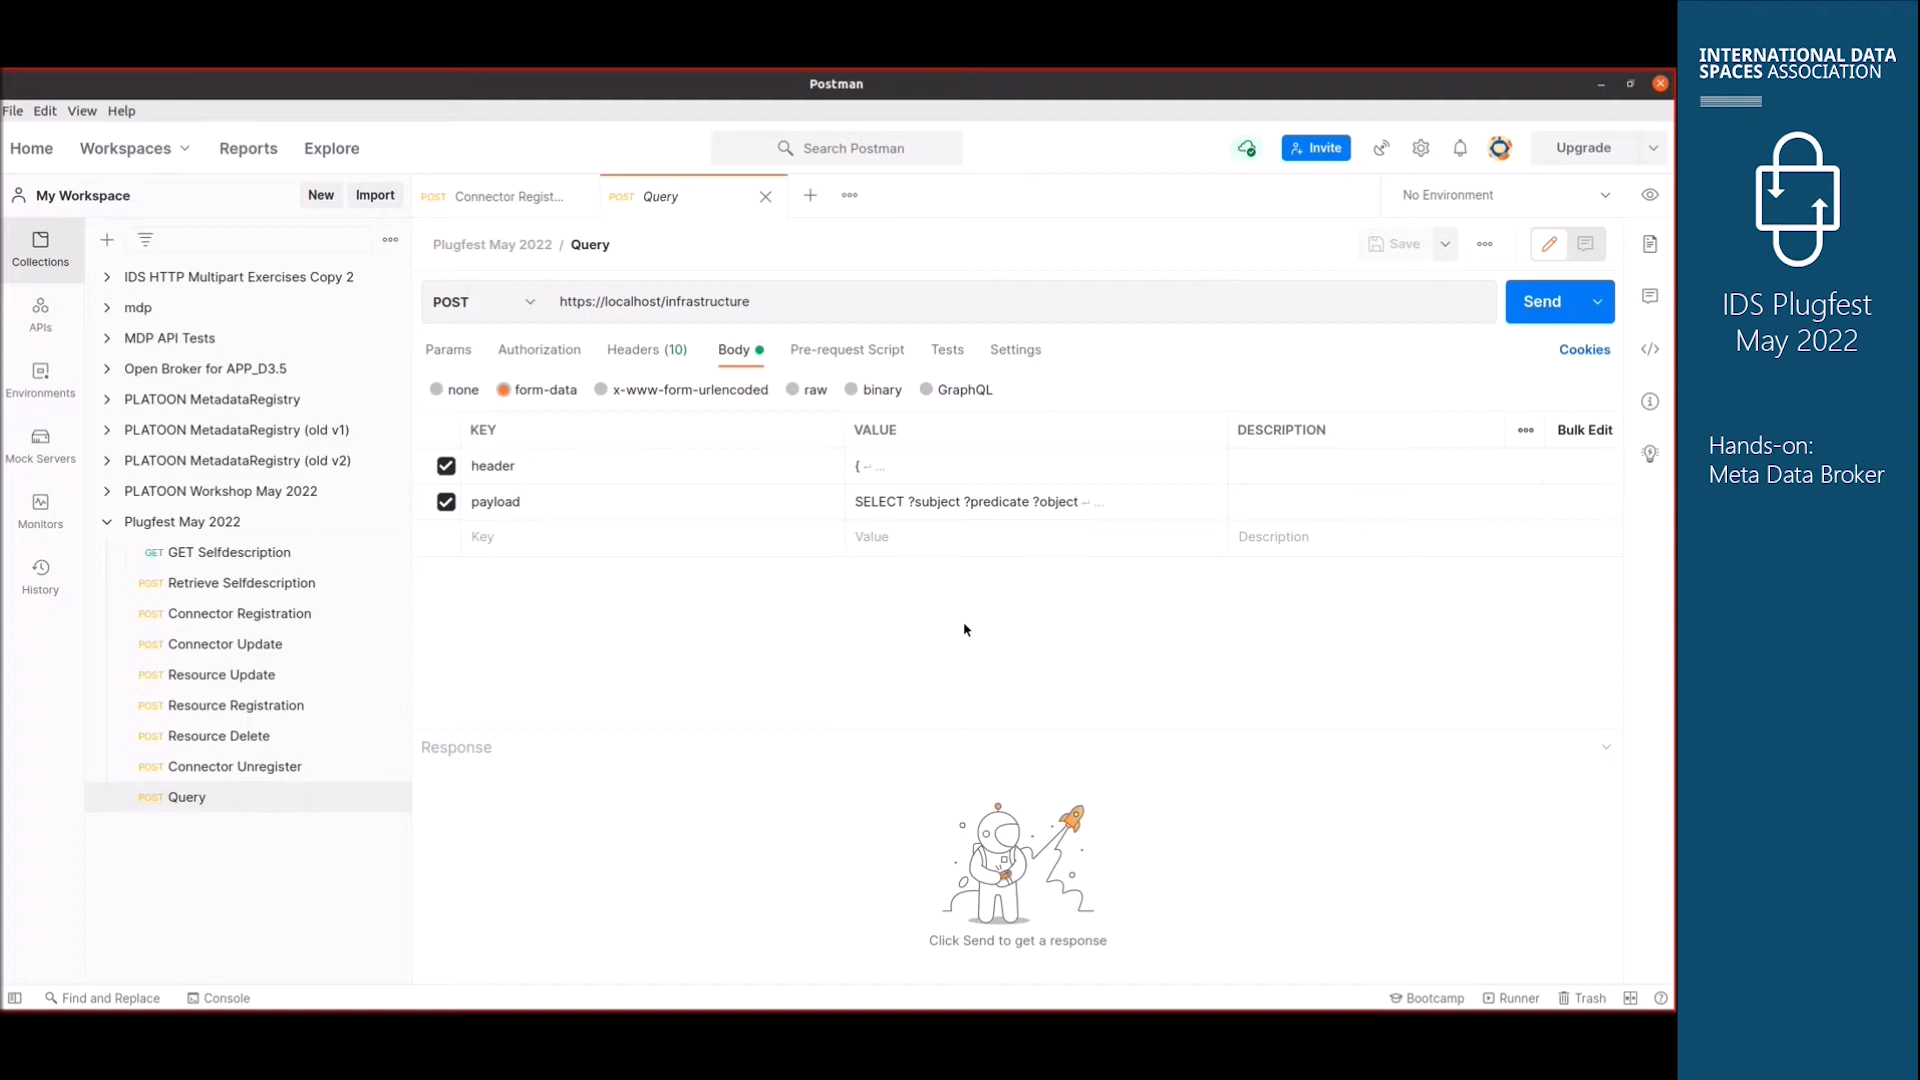 Postman
File Edit View Help
Home Workspaces Reports Explore Search Postman Invite Upgrade
My Workspace New Import POST Connector Regist... POST Query No Environment
Collections
APIs
Environments
Mock Servers
Monitors
History
IDS HTTP Multipart Exercises Copy 2
mdp
MDP API Tests
Open Broker for APP_D3.5
PLATOON MetadataRegistry
PLATOON MetadataRegistry (old v1)
PLATOON MetadataRegistry (old v2)
PLATOON Workshop May 2022
Plugfest May 2022
GET GET Selfdescription
POST Retrieve Selfdescription
POST Connector Registration
POST Connector Update
POST Resource Update
POST Resource Registration
POST Resource Delete
POST Connector Unregister
POST Query
Plugfest May 2022 / Query Save
POST https://localhost/infrastructure Send
Params Authorization Headers (10) Body Pre-request Script Tests Settings Cookies
none form-data x-www-form-urlencoded raw binary GraphQL
KEY VALUE DESCRIPTION Bulk Edit
header { ↵ ...
payload SELECT ?subject ?predicate ?object ↵ ...
Key Value Description
Response
Click Send to get a response
Find and Replace Console Bootcamp Runner Trash
INTERNATIONAL DATA
SPACES ASSOCIATION
IDS Plugfest
May 2022
Hands-on:
Meta Data Broker